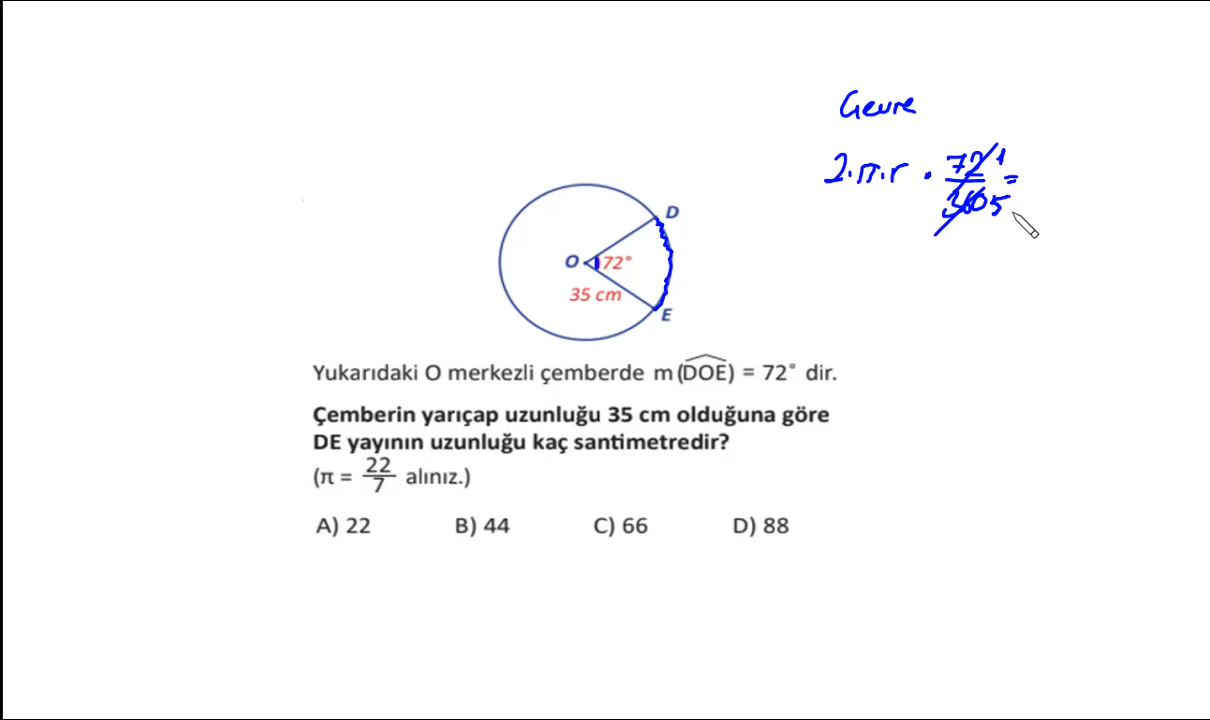 Çevre
2.π.r . 72/360 1 5 =
D
O 72°
35 cm
E
Yukarıdaki O merkezli çemberde m(DOE) = 72° dir.
Çemberin yarıçap uzunluğu 35 cm olduğuna göre
DE yayının uzunluğu kaç santimetredir?
(π = 22/7 alınız.)
A) 22 B) 44 C) 66 D) 88